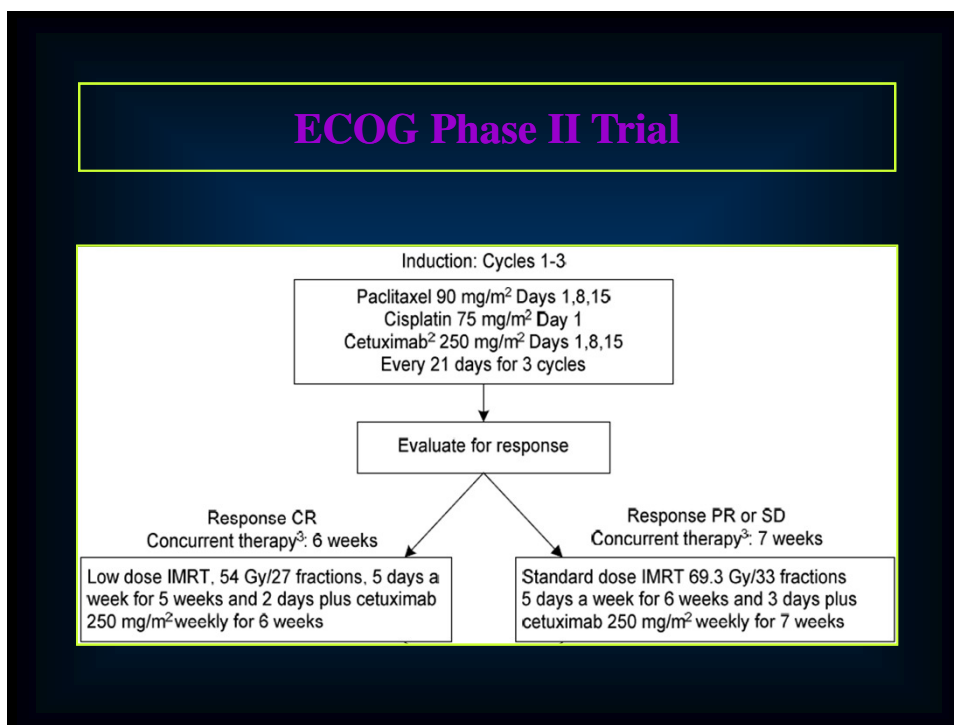 ECOG Phase II Trial
Induction: Cycles 1-3
Paclitaxel 90 mg/m² Days 1,8,15
Cisplatin 75 mg/m² Day 1
Cetuximab² 250 mg/m² Days 1,8,15
Every 21 days for 3 cycles
Evaluate for response
Response CR
Concurrent therapy³: 6 weeks
Low dose IMRT, 54 Gy/27 fractions, 5 days a
week for 5 weeks and 2 days plus cetuximab
250 mg/m² weekly for 6 weeks
Response PR or SD
Concurrent therapy³: 7 weeks
Standard dose IMRT 69.3 Gy/33 fractions
5 days a week for 6 weeks and 3 days plus
cetuximab 250 mg/m² weekly for 7 weeks